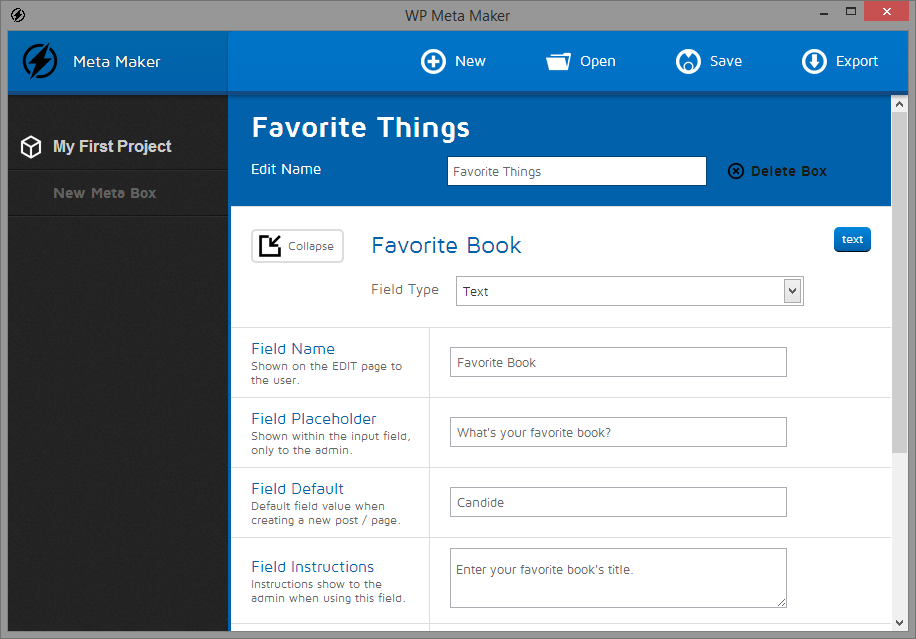 WP Meta Maker
Meta Maker
New
Open
Save
Export
My First Project
New Meta Box
Favorite Things
Edit Name
Favorite Things
Delete Box
Collapse
Favorite Book
text
Field Type
Text
Field Name
Shown on the EDIT page to
the user.
Favorite Book
Field Placeholder
Shown within the input field,
only to the admin.
What's your favorite book?
Field Default
Default field value when
creating a new post / page.
Candide
Field Instructions
Instructions show to the
admin when using this field.
Enter your favorite book's title.